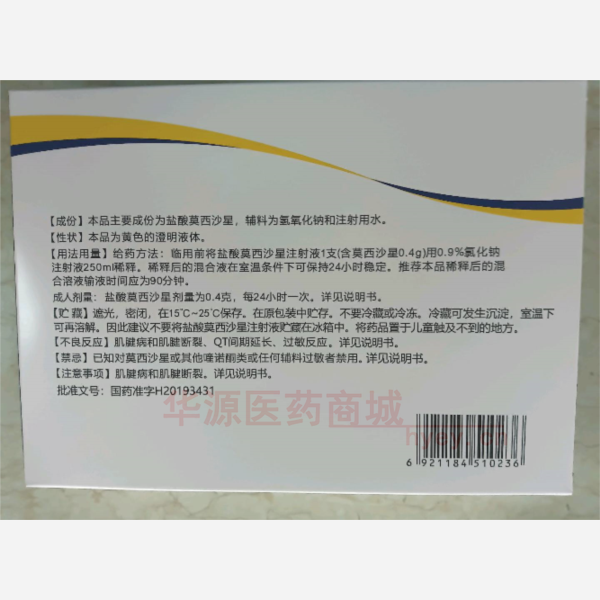 【成份】本品主要成份为盐酸莫西沙星，辅料为氢氧化钠和注射用水。
【性状】本品为黄色的澄明液体。
【用法用量】给药方法：临用前将盐酸莫西沙星注射液1支(含莫西沙星0.4g)用0.9%氯化钠
注射液250ml稀释。稀释后的混合液在室温条件下可保持24小时稳定。推荐本品稀释后的混
合溶液输液时间应为90分钟。
成人剂量：盐酸莫西沙星剂量为0.4克，每24小时一次。详见说明书。
【贮藏】遮光，密闭，在15℃~25℃保存。在原包装中贮存。不要冷藏或冷冻。冷藏可发生沉淀，室温下
可再溶解。因此建议不要将盐酸莫西沙星注射液贮藏在冰箱中。将药品置于儿童触及不到的地方。
【不良反应】肌腱病和肌腱断裂、QT间期延长、过敏反应。详见说明书。
【禁忌】已知对莫西沙星或其他喹诺酮类或任何辅料过敏者禁用。详见说明书。
【注意事项】肌腱病和肌腱断裂。详见说明书。
批准文号：国药准字H20193431
华源医药商城
6 921184 510236